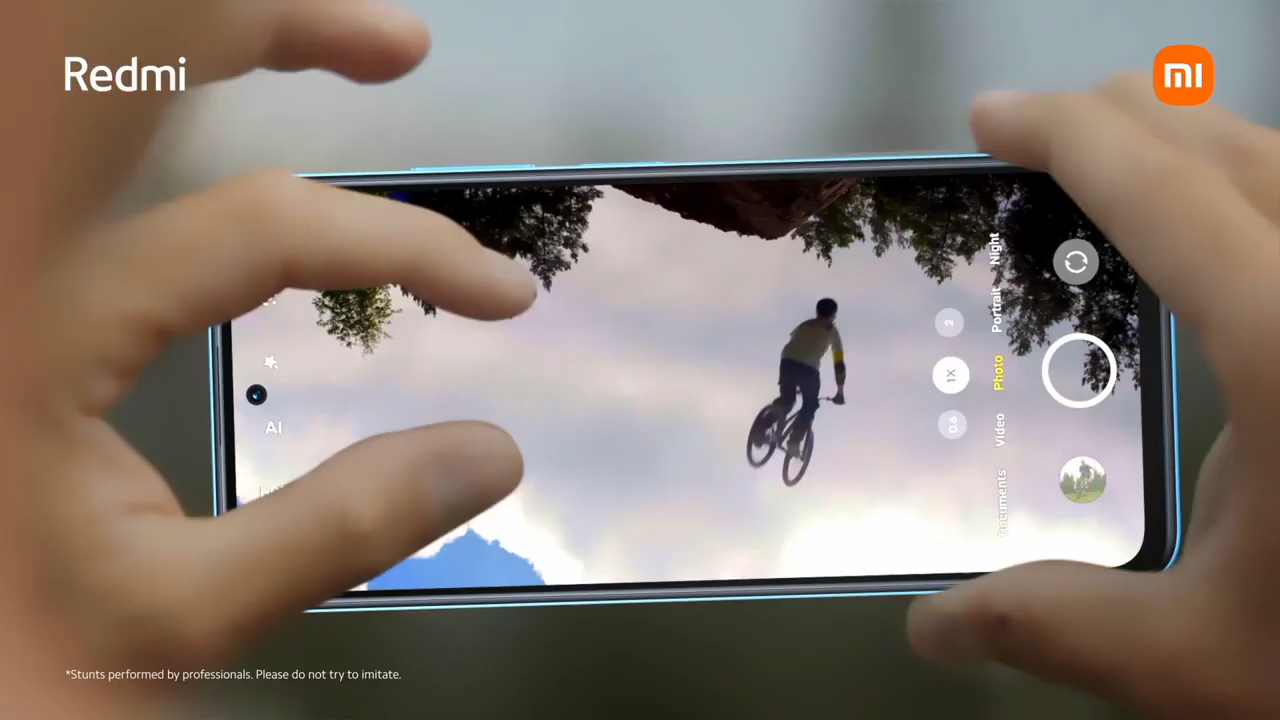 Redmi
mi
Night
Portrait
2
1X
Photo
AI
0.6
Video
Documents
*Stunts performed by professionals. Please do not try to imitate.